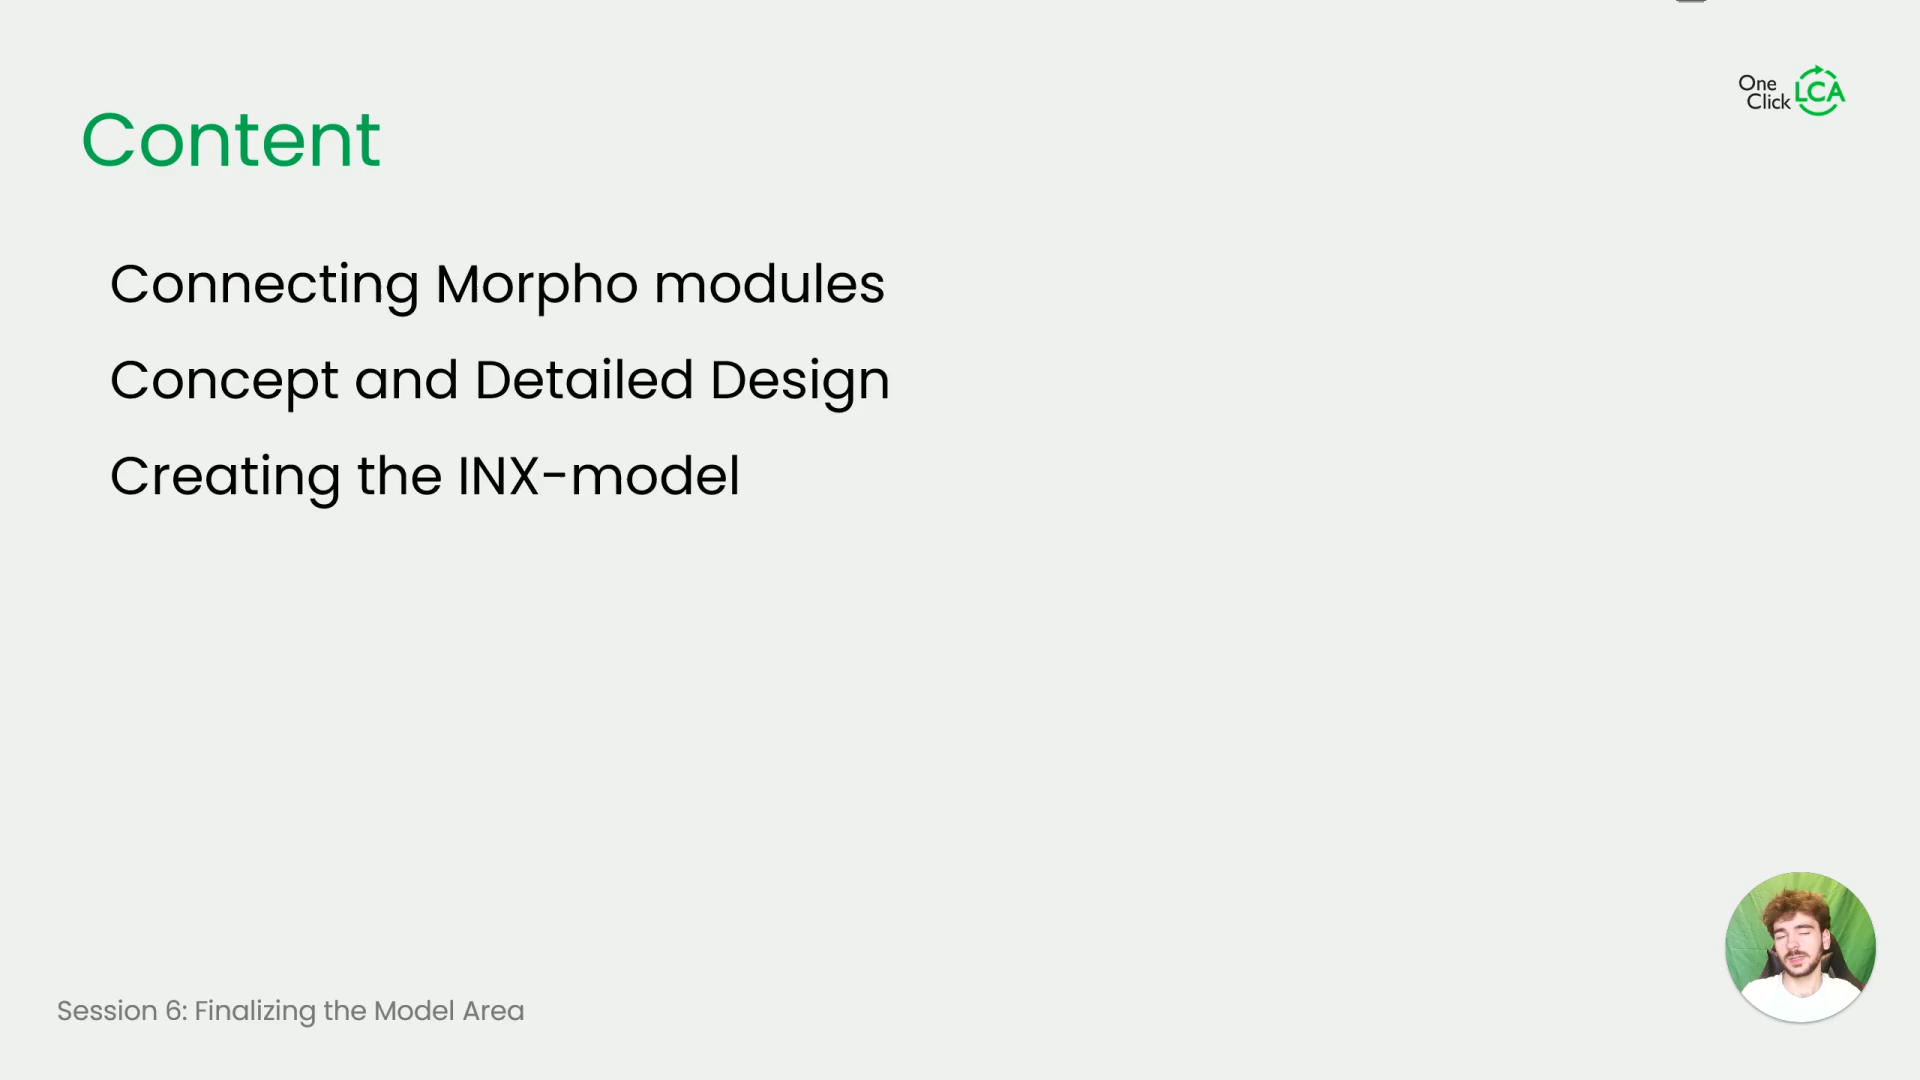 One
Click LCA
Content
Connecting Morpho modules
Concept and Detailed Design
Creating the INX-model
Session 6: Finalizing the Model Area